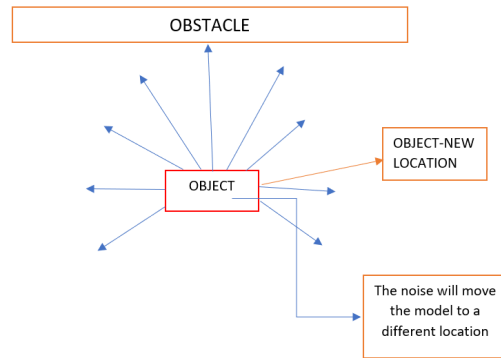 OBSTACLE
OBJECT-NEW
LOCATION
OBJECT
The noise will move
the model to a
different location